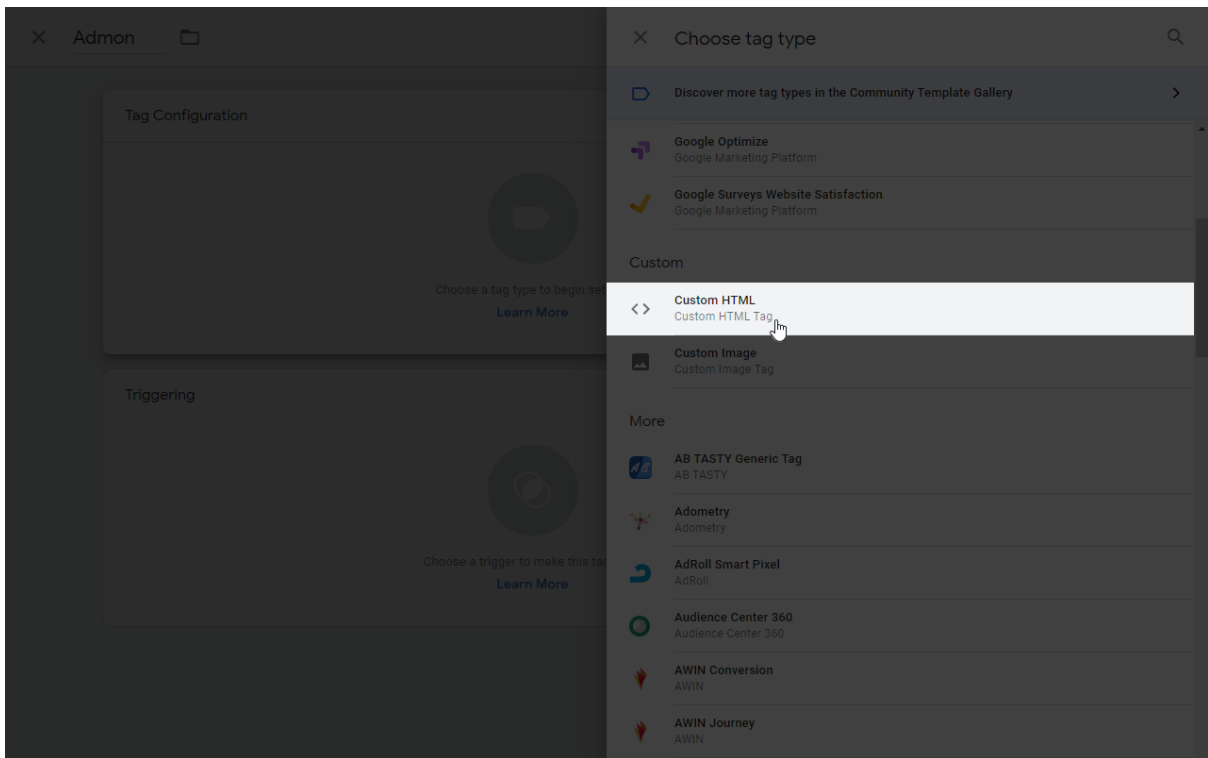 Admon
Tag Configuration
Choose a tag type to begin set
Learn More
Triggering
Choose a trigger to make this tag
Learn More
Choose tag type
Discover more tag types in the Community Template Gallery
Google Optimize
Google Marketing Platform
Google Surveys Website Satisfaction
Google Marketing Platform
Custom
Custom HTML
Custom HTML Tag
Custom Image
Custom Image Tag
More
AB
AB TASTY Generic Tag
AB TASTY
Adometry
Adometry
AdRoll Smart Pixel
AdRoll
Audience Center 360
Audience Center 360
AWIN Conversion
AWIN
AWIN Journey
AWIN